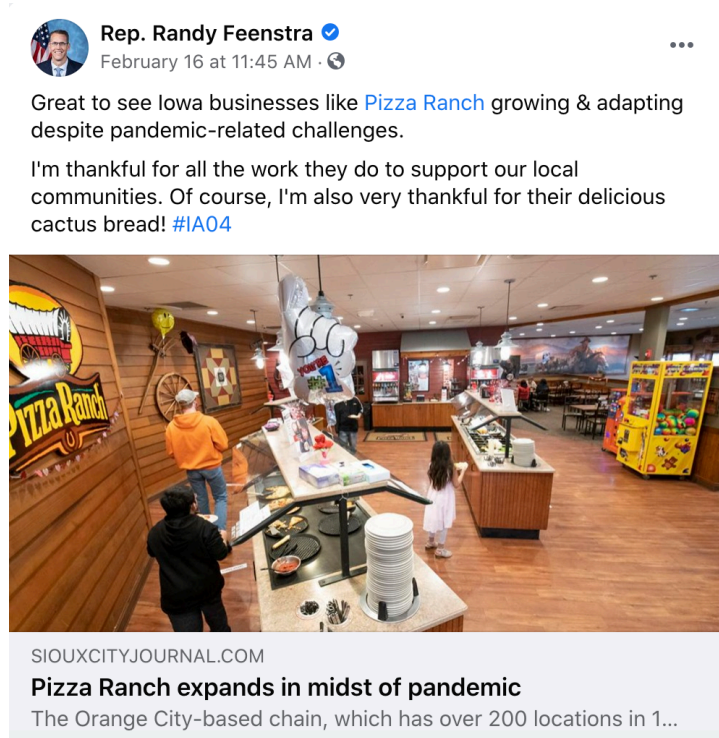 Rep. Randy Feenstra
February 16 at 11:45 AM ·
Great to see Iowa businesses like Pizza Ranch growing & adapting
despite pandemic-related challenges.
I'm thankful for all the work they do to support our local
communities. Of course, I'm also very thankful for their delicious
cactus bread! #IA04
Pizza Ranch
YOU'RE
#1
SIOUXCITYJOURNAL.COM
Pizza Ranch expands in midst of pandemic
The Orange City-based chain, which has over 200 locations in 1...